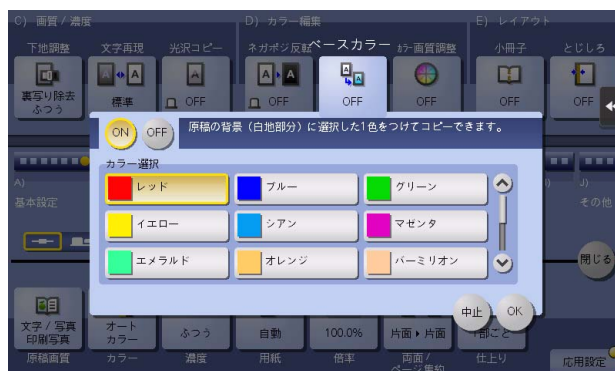 C) 画質 / 濃度
D) カラー編集
E) レイアウト
下地調整
文字再現
光沢コピー
ネガポジ反転
ベースカラー
カラー画質調整
小冊子
とじしろ
裏写り除去
ふつう
標準
OFF
OFF
OFF
OFF
OFF
OFF
ON
OFF
原稿の背景（白地部分）に選択した1色をつけてコピーできます。
カラー選択
レッド
ブルー
グリーン
イエロー
シアン
マゼンタ
エメラルド
オレンジ
バーミリオン
A)
基本設定
J)
その他
閉じる
中止
OK
文字 / 写真
印刷写真
オート
カラー
ふつう
自動
100.0%
片面 ▶ 片面
1部ごと
原稿画質
カラー
濃度
用紙
倍率
両面 /
ページ集約
仕上り
応用設定